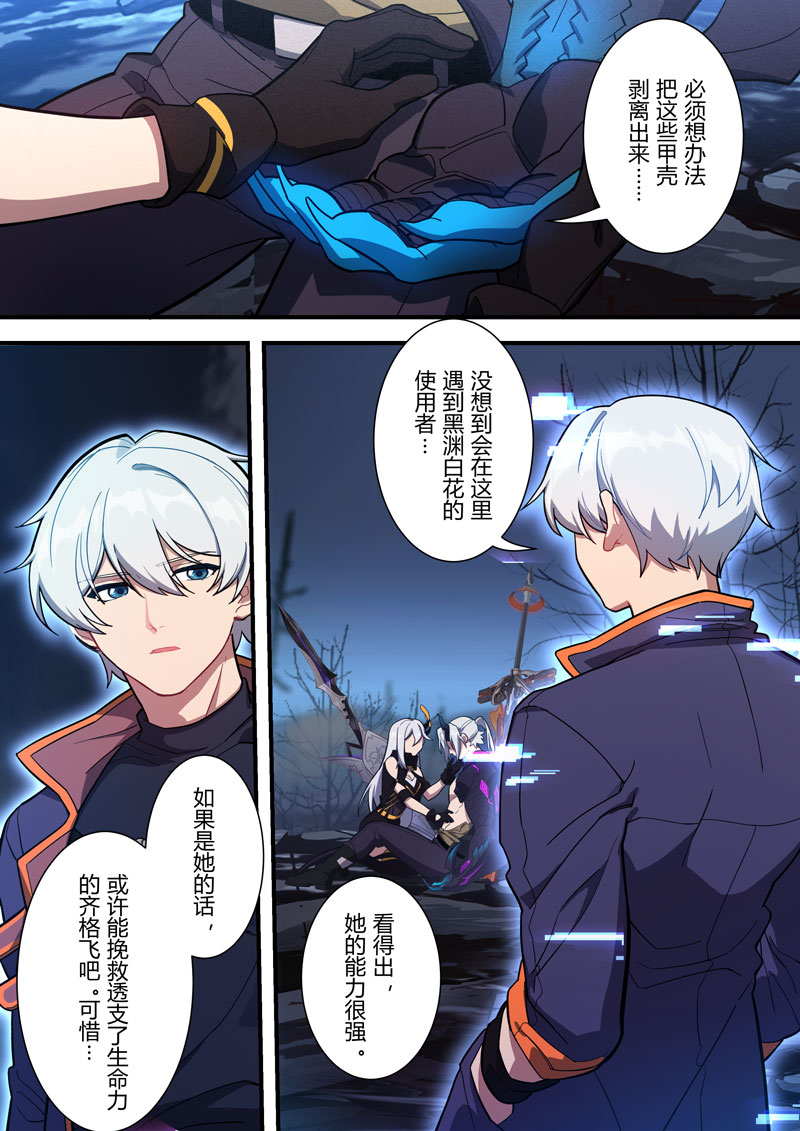 必须想办法
把这些甲壳
剥离出来……
没想到会在这里
遇到黑渊白花的
使用者…
看得出，
她的能力很强。
如果是她的话，
或许能挽救透支了生命力
的齐格飞吧。可惜…